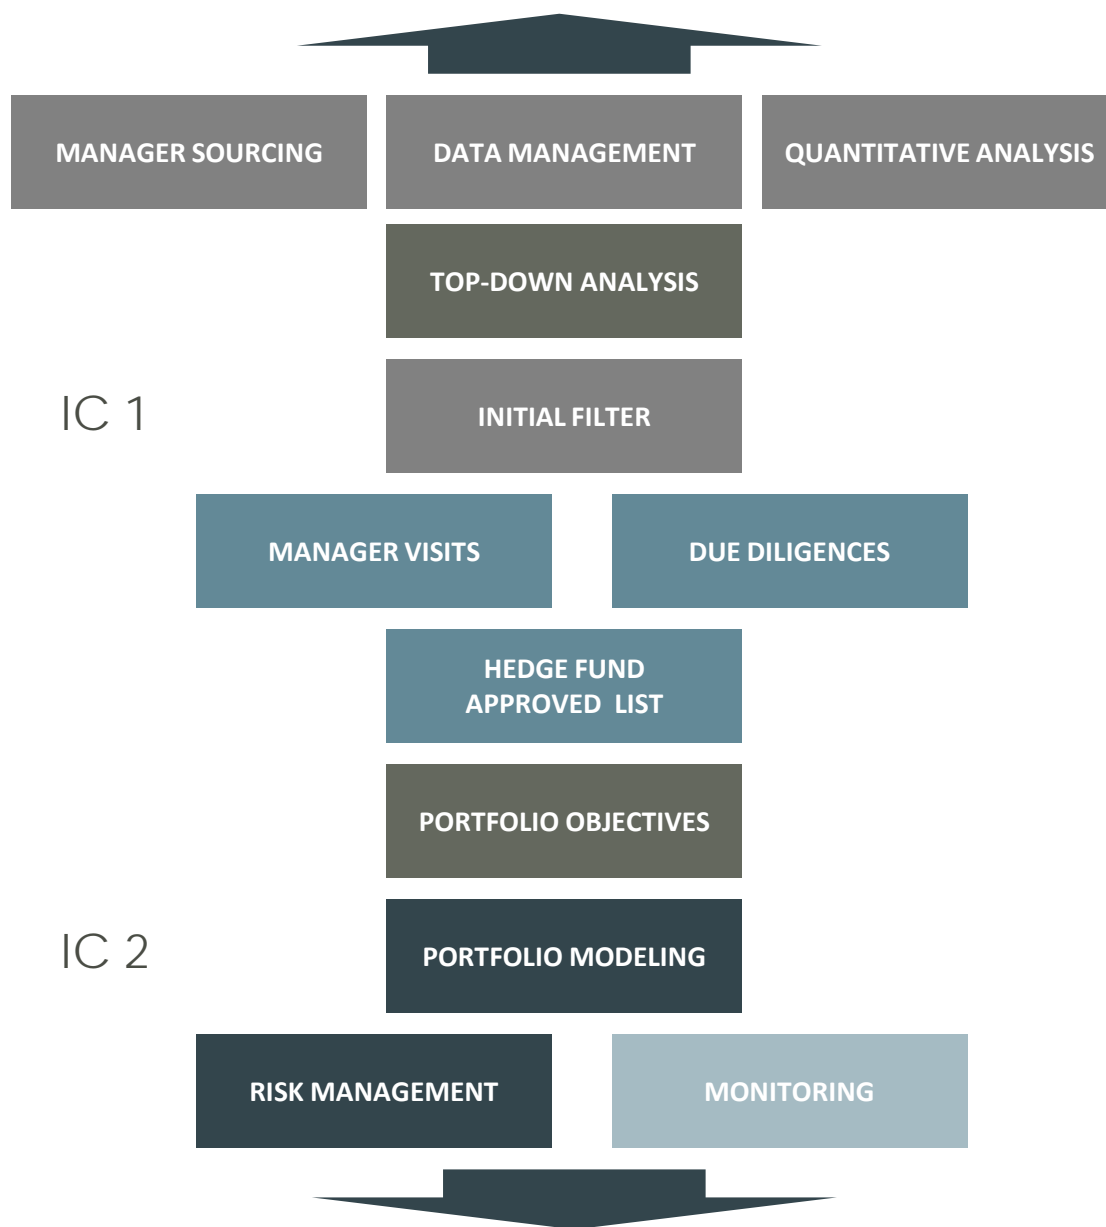 MANAGER SOURCING
DATA MANAGEMENT
QUANTITATIVE ANALYSIS
TOP-DOWN ANALYSIS
IC 1
INITIAL FILTER
MANAGER VISITS
DUE DILIGENCES
HEDGE FUND
APPROVED LIST
PORTFOLIO OBJECTIVES
IC 2
PORTFOLIO MODELING
RISK MANAGEMENT
MONITORING